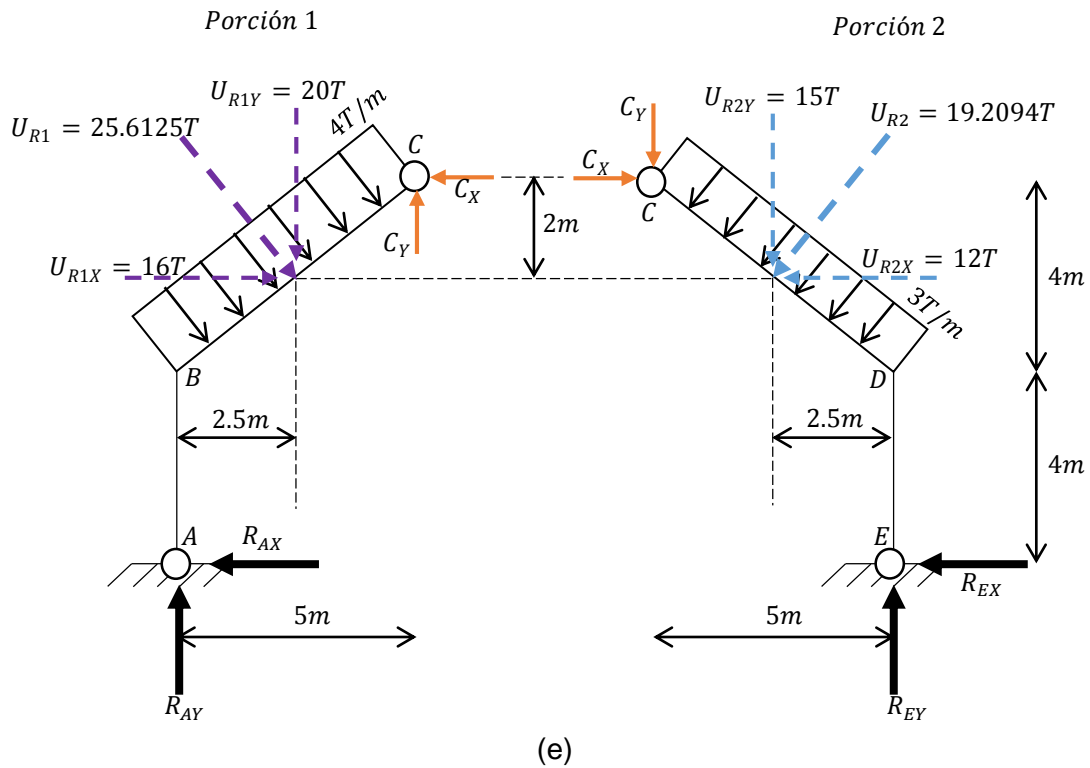 Porción 1
Porción 2
U_{R1Y} = 20T
4T/m
U_{R1} = 25.6125T
C
C_X
C_Y
U_{R1X} = 16T
B
2.5m
A
R_{AX}
R_{AY}
5m
2m
C_Y
U_{R2Y} = 15T
U_{R2} = 19.2094T
C_X
C
U_{R2X} = 12T
3T/m
D
4m
2.5m
4m
E
R_{EX}
5m
R_{EY}
(e)